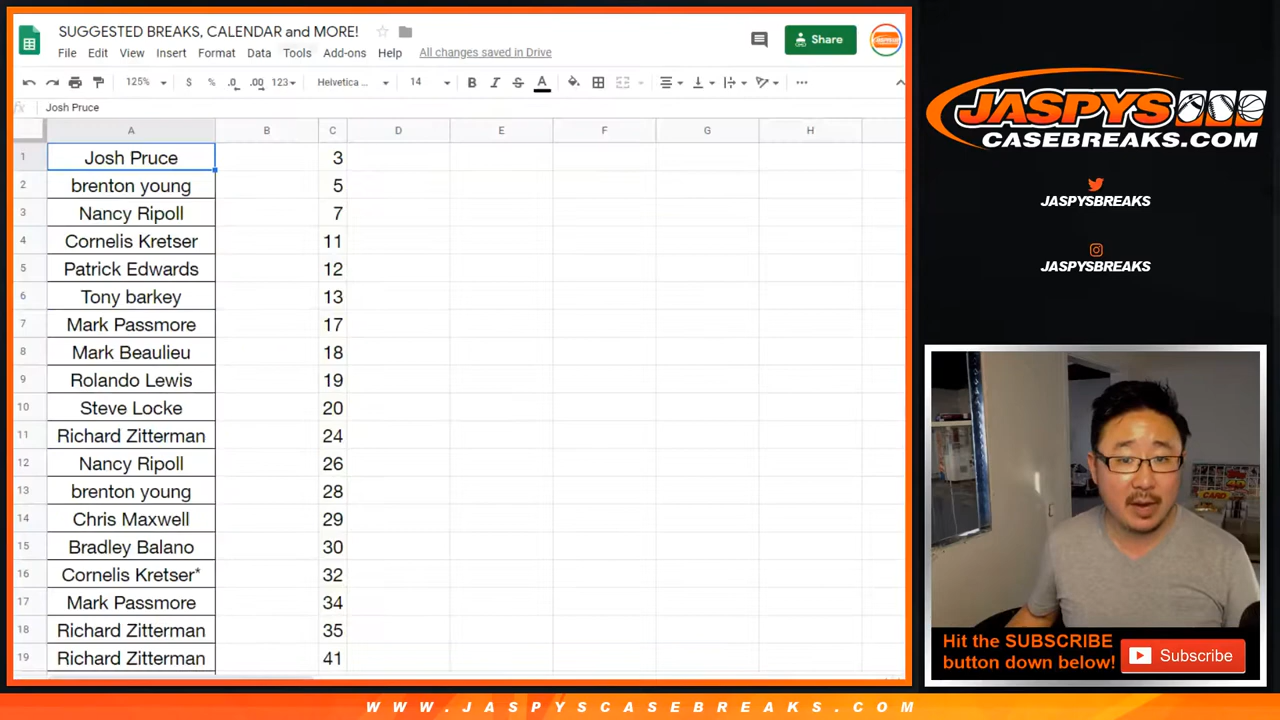 SUGGESTED BREAKS, CALENDAR and MORE!
File Edit View Insert Format Data Tools Add-ons Help All changes saved in Drive
Share
125% $ % .0 .00 123 Helvetica ... 14 B I S A
fx Josh Pruce
A B C D E F G H
1 Josh Pruce 3
2 brenton young 5
3 Nancy Ripoll 7
4 Cornelis Kretser 11
5 Patrick Edwards 12
6 Tony barkey 13
7 Mark Passmore 17
8 Mark Beaulieu 18
9 Rolando Lewis 19
10 Steve Locke 20
11 Richard Zitterman 24
12 Nancy Ripoll 26
13 brenton young 28
14 Chris Maxwell 29
15 Bradley Balano 30
16 Cornelis Kretser* 32
17 Mark Passmore 34
18 Richard Zitterman 35
19 Richard Zitterman 41
JASPYS
CASEBREAKS.COM
JASPYSBREAKS
JASPYSBREAKS
Hit the SUBSCRIBE
button down below!
Subscribe
WWW.JASPYSCASEBREAKS.COM